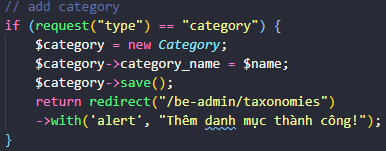 // add category
if (request("type") == "category") {
$category = new Category;
$category->category_name = $name;
$category->save();
return redirect("/be-admin/taxonomies")
->with('alert', "Thêm danh mục thành công!");
}